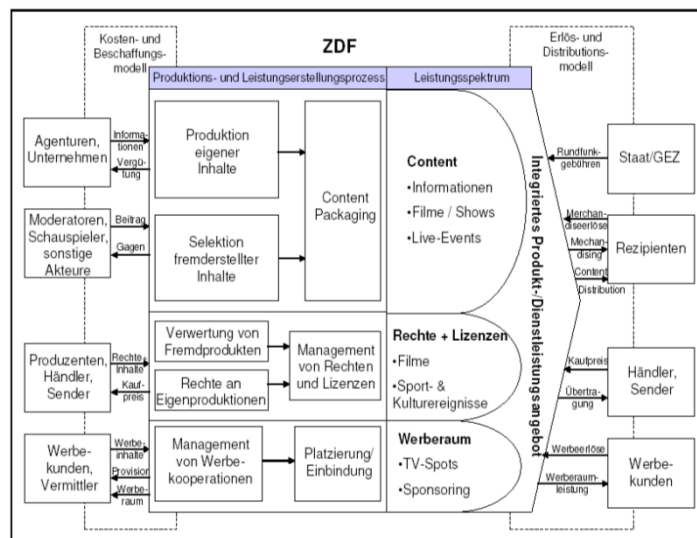 Kosten- und
Beschaffungs-
modell
ZDF
Erlös- und
Distributions-
modell
Produktions- und Leistungserstellungsprozess
Leistungsspektrum
Agenturen,
Unternehmen
Informa-
tionen
Vergü-
tung
Produktion
eigener
Inhalte
Moderatoren,
Schauspieler,
sonstige
Akteure
Beitrag
Gagen
Selektion
fremderstellter
Inhalte
Content
Packaging
Content
•Informationen
•Filme / Shows
•Live-Events
Produzenten,
Händler,
Sender
Rechte+
Inhalte
Kauf-
preis
Verwertung von
Fremdprodukten
Rechte an
Eigenproduktionen
Management
von Rechten
und Lizenzen
Rechte + Lizenzen
•Filme
•Sport- &
Kulturereignisse
Werbe-
kunden,
Vermittler
Werbe-
inhalte
Provision
Werbe-
raum
Management
von Werbe-
kooperationen
Platzierung/
Einbindung
Werberaum
•TV-Spots
•Sponsoring
Integriertes Produkt-/Dienstleistungsangebot
Rundfunk-
gebühren
Staat/GEZ
Merchan-
diseerlöse
Mechan-
dising
Content
Distribution
Rezipienten
Kaufpreis
Übertra-
gung
Händler,
Sender
Werbeerlöse
Werberaum-
leistung
Werbe-
kunden